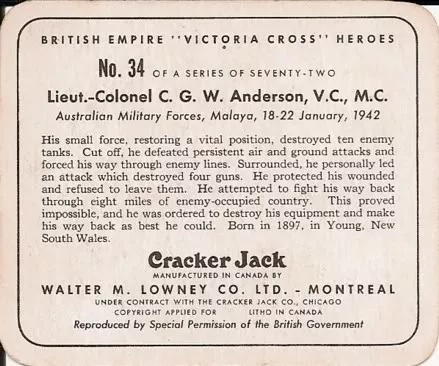 BRITISH EMPIRE "VICTORIA CROSS" HEROES
No. 34 OF A SERIES OF SEVENTY-TWO
Lieut.-Colonel C. G. W. Anderson, V.C., M.C.
Australian Military Forces, Malaya, 18-22 January, 1942
His small force, restoring a vital position, destroyed ten enemy
tanks. Cut off, he defeated persistent air and ground attacks and
forced his way through enemy lines. Surrounded, he personally led
an attack which destroyed four guns. He protected his wounded
and refused to leave them. He attempted to fight his way back
through eight miles of enemy-occupied country. This proved
impossible, and he was ordered to destroy his equipment and make
his way back as best he could. Born in 1897, in Young, New
South Wales.
Cracker Jack
MANUFACTURED IN CANADA BY
WALTER M. LOWNEY CO. LTD. - MONTREAL
UNDER CONTRACT WITH THE CRACKER JACK CO., CHICAGO
COPYRIGHT APPLIED FOR LITHO IN CANADA
Reproduced by Special Permission of the British Government